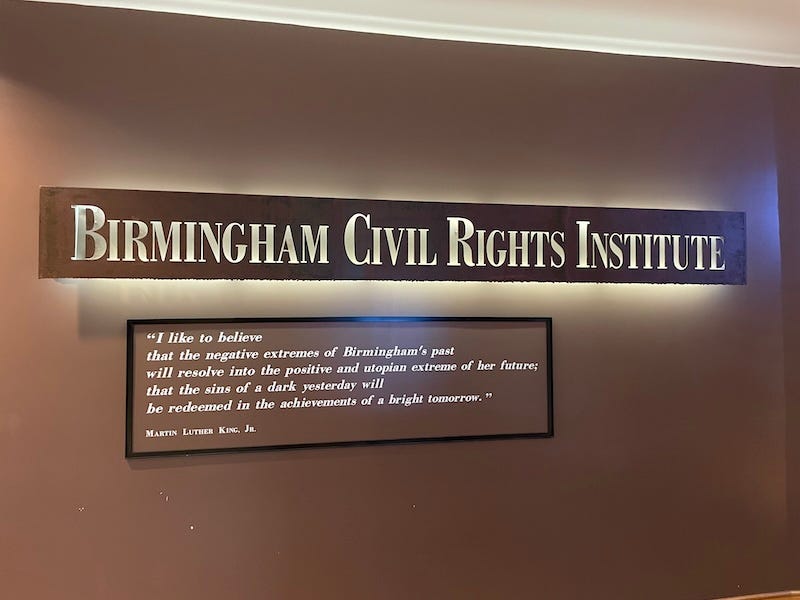 BIRMINGHAM CIVIL RIGHTS INSTITUTE
“I like to believe
that the negative extremes of Birmingham's past
will resolve into the positive and utopian extreme of her future;
that the sins of a dark yesterday will
be redeemed in the achievements of a bright tomorrow.”
MARTIN LUTHER KING, JR.